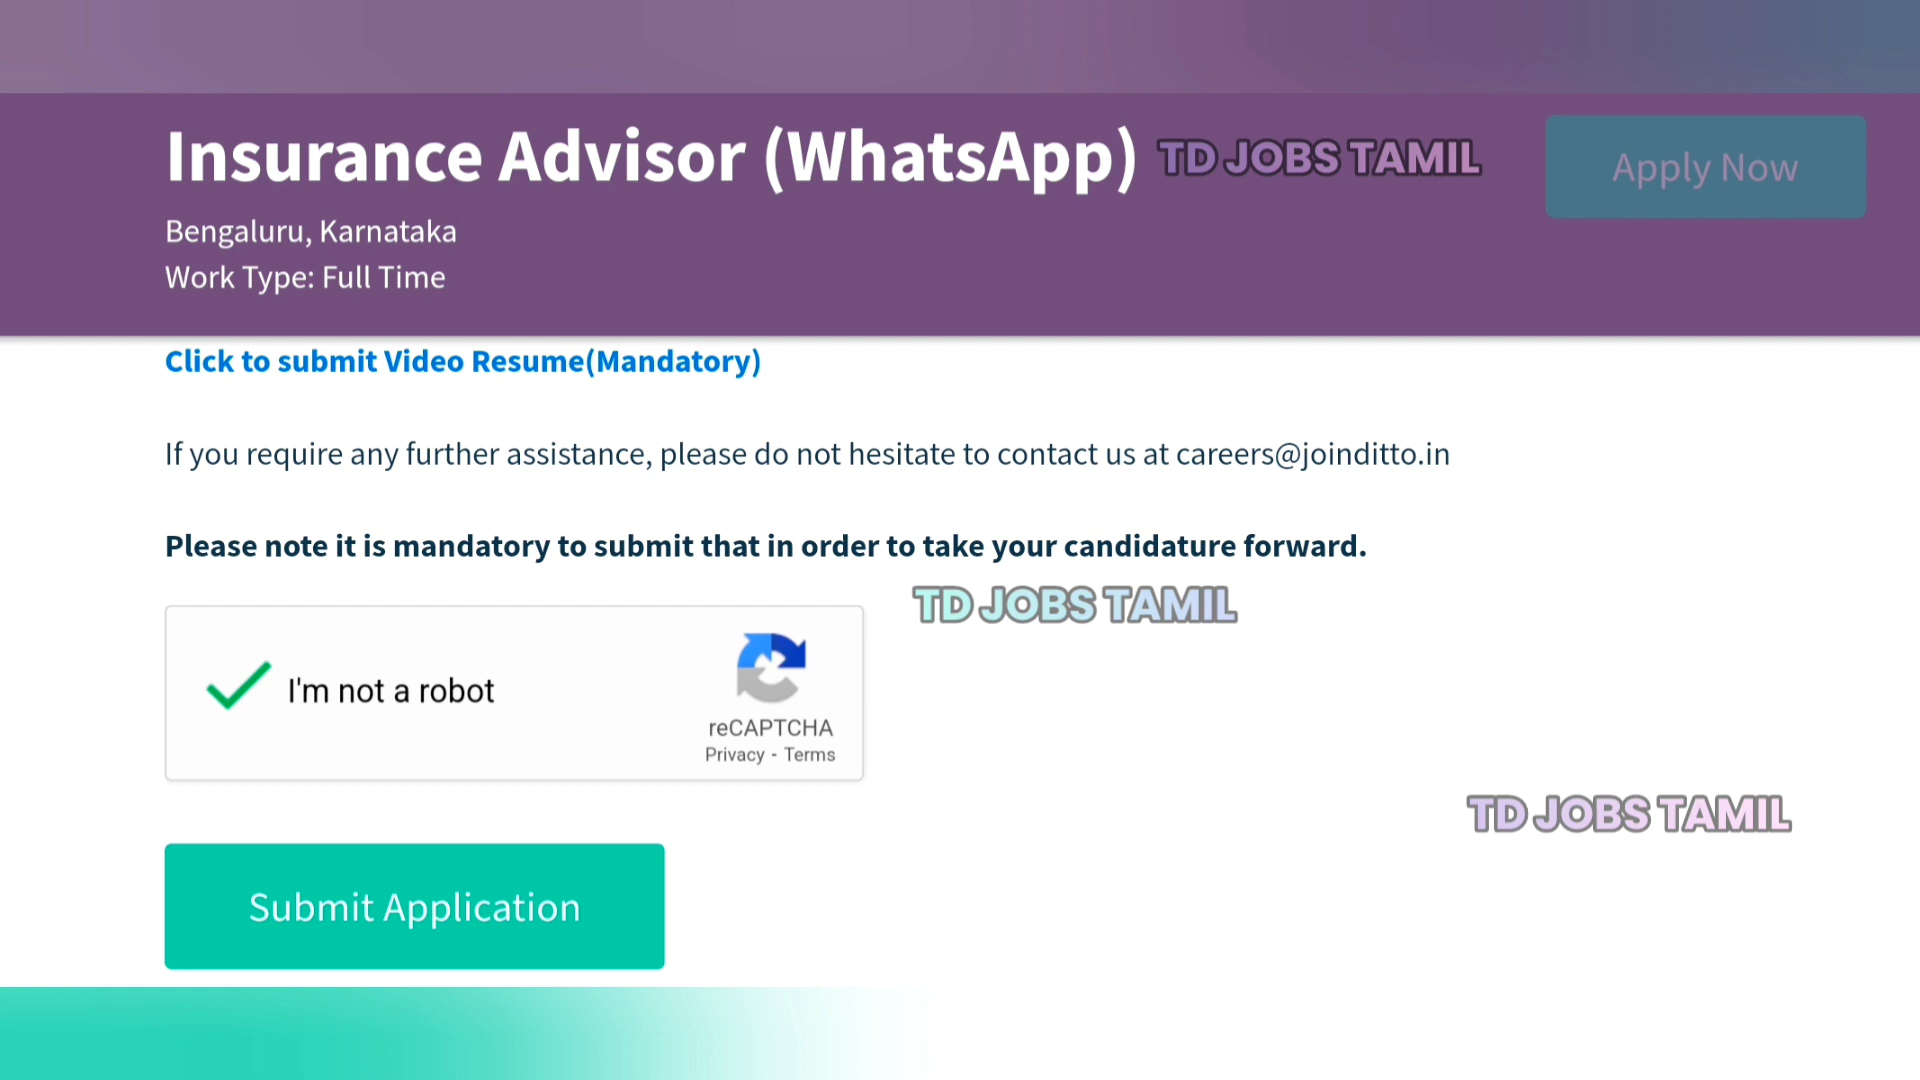 Insurance Advisor (WhatsApp)
TD JOBS TAMIL
Apply Now
Bengaluru, Karnataka
Work Type: Full Time
Click to submit Video Resume(Mandatory)
If you require any further assistance, please do not hesitate to contact us at careers@joinditto.in
Please note it is mandatory to submit that in order to take your candidature forward.
TD JOBS TAMIL
I'm not a robot
reCAPTCHA
Privacy - Terms
TD JOBS TAMIL
Submit Application